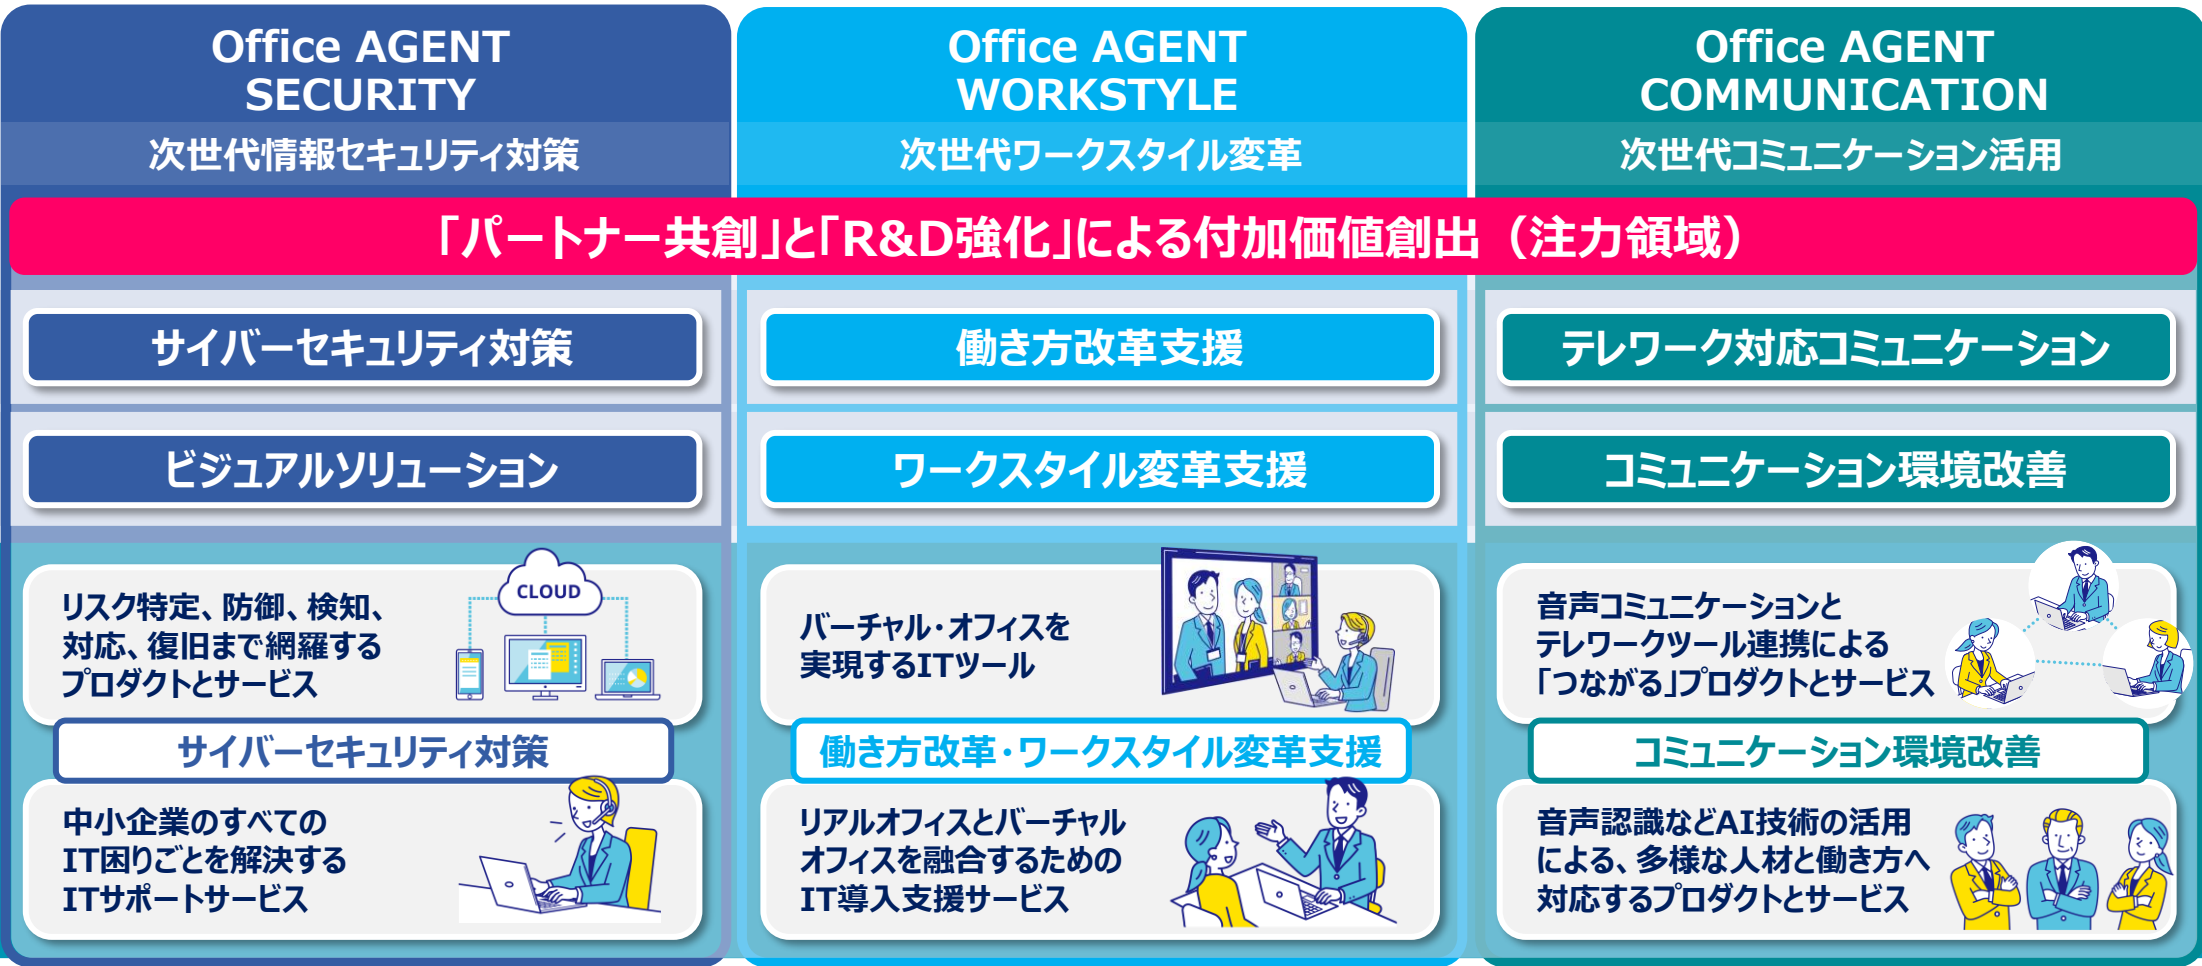 Office AGENT
SECURITY
次世代情報セキュリティ対策
Office AGENT
WORKSTYLE
次世代ワークスタイル変革
Office AGENT
COMMUNICATION
次世代コミュニケーション活用
「パートナー共創」と「R&D強化」による付加価値創出（注力領域）
サイバーセキュリティ対策
ビジュアルソリューション
リスク特定、防御、検知、
対応、復旧まで網羅する
プロダクトとサービス
CLOUD
サイバーセキュリティ対策
中小企業のすべての
IT困りごとを解決する
ITサポートサービス
働き方改革支援
ワークスタイル変革支援
バーチャル・オフィスを
実現するITツール
働き方改革・ワークスタイル変革支援
リアルオフィスとバーチャル
オフィスを融合するための
IT導入支援サービス
テレワーク対応コミュニケーション
コミュニケーション環境改善
音声コミュニケーションと
テレワークツール連携による
「つながる」プロダクトとサービス
コミュニケーション環境改善
音声認識などAI技術の活用
による、多様な人材と働き方へ
対応するプロダクトとサービス